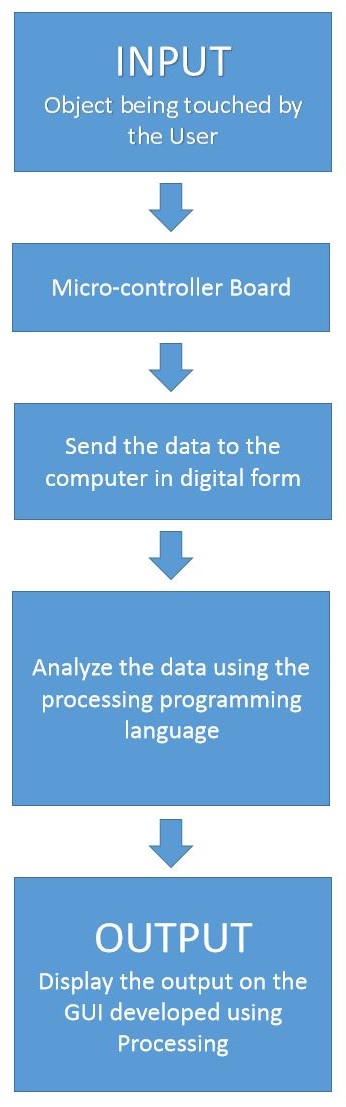 INPUT
Object being touched by
the User
Micro-controller Board
Send the data to the
computer in digital form
Analyze the data using the
processing programming
language
OUTPUT
Display the output on the
GUI developed using
Processing